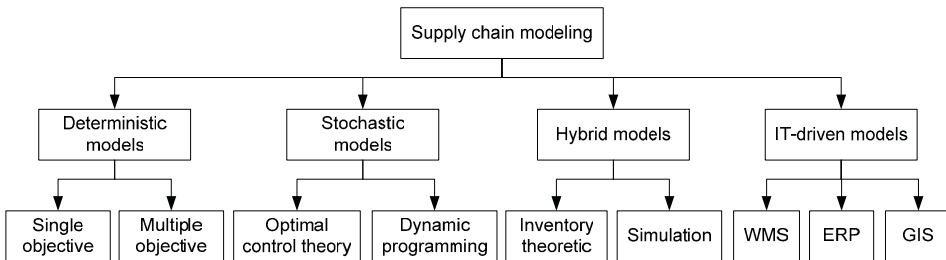 Supply chain modeling
Deterministic
models
Stochastic
models
Hybrid models
IT-driven models
Single
objective
Multiple
objective
Optimal
control theory
Dynamic
programming
Inventory
theoretic
Simulation
WMS
ERP
GIS